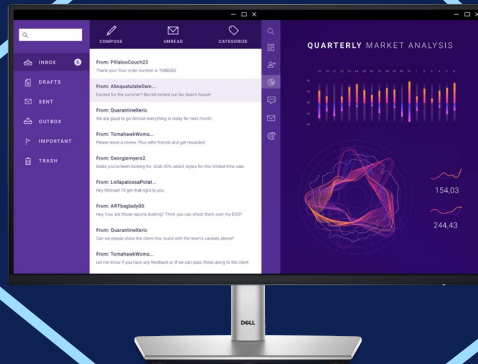 COMPOSE
UNREAD
CATEGORIZE
INBOX
DRAFTS
SENT
OUTBOX
IMPORTANT
TRASH
From: PillalooCouch23
Thank your Your order number is
From: AbsquatulateOsm...
Excited for the summer? Barrett rented our fav beach house!
From: QuarantineXeric
We are good to go Almost everything is ready for next month.
From: TomahawkWoms...
Please leave a review. Plus refer friends and get rewarded.
From: Georgiemyers2
Deals you've been looking for. Grab 40% select styles for this limited-time sale.
From: LollapaloosaPotat...
Hey Michael! I'll get that right to you.
From: ARTbaglady30
Hey, how are those reports looking? Think you can shoot them over my EOD?
From: QuarantineXeric
Can we please show the client this round with the team's caveats above?
From: TomahawkWoms...
Let me know if you have any feedback or if we can pass these along to the client.
QUARTERLY MARKET ANALYSIS
154,03
244,43
DELL